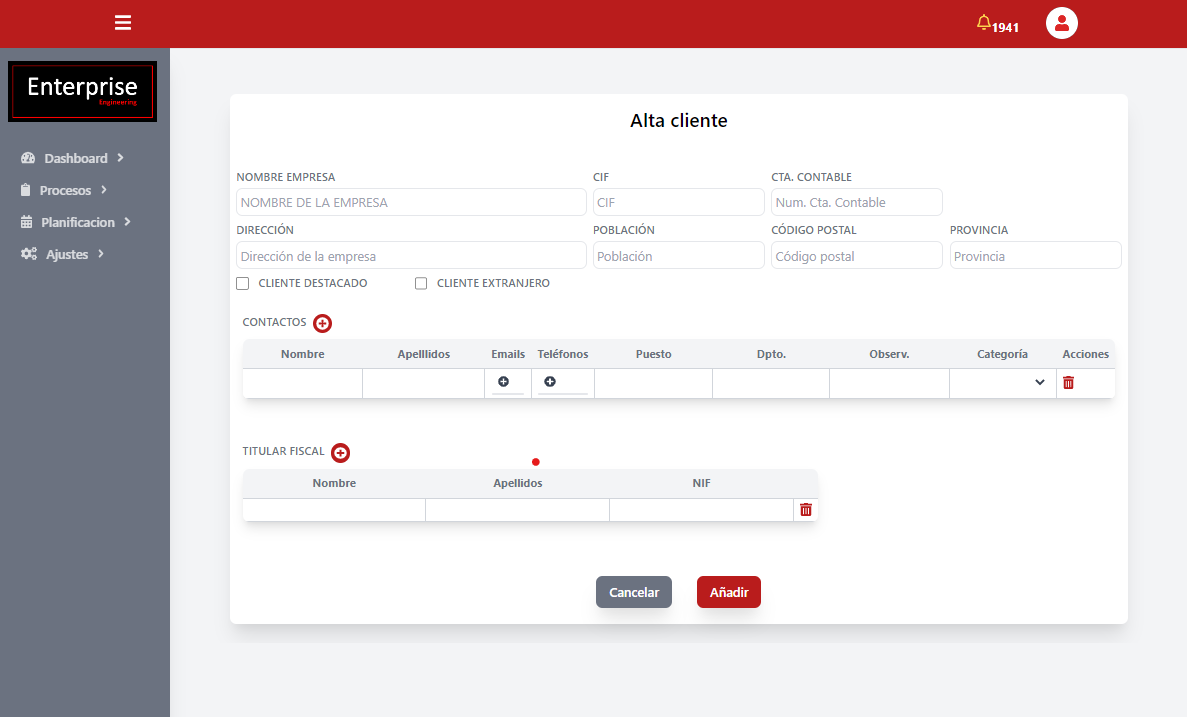 1941
Enterprise
Engineering.
Dashboard
Procesos
Planificacion
Ajustes
Alta cliente
NOMBRE EMPRESA CIF CTA. CONTABLE
NOMBRE DE LA EMPRESA CIF Num. Cta. Contable
DIRECCIÓN POBLACIÓN CÓDIGO POSTAL PROVINCIA
Dirección de la empresa Población Código postal Provincia
CLIENTE DESTACADO CLIENTE EXTRANJERO
CONTACTOS
Nombre Apelllidos Emails Teléfonos Puesto Dpto. Observ. Categoría Acciones
TITULAR FISCAL
Nombre Apellidos NIF
Cancelar Añadir